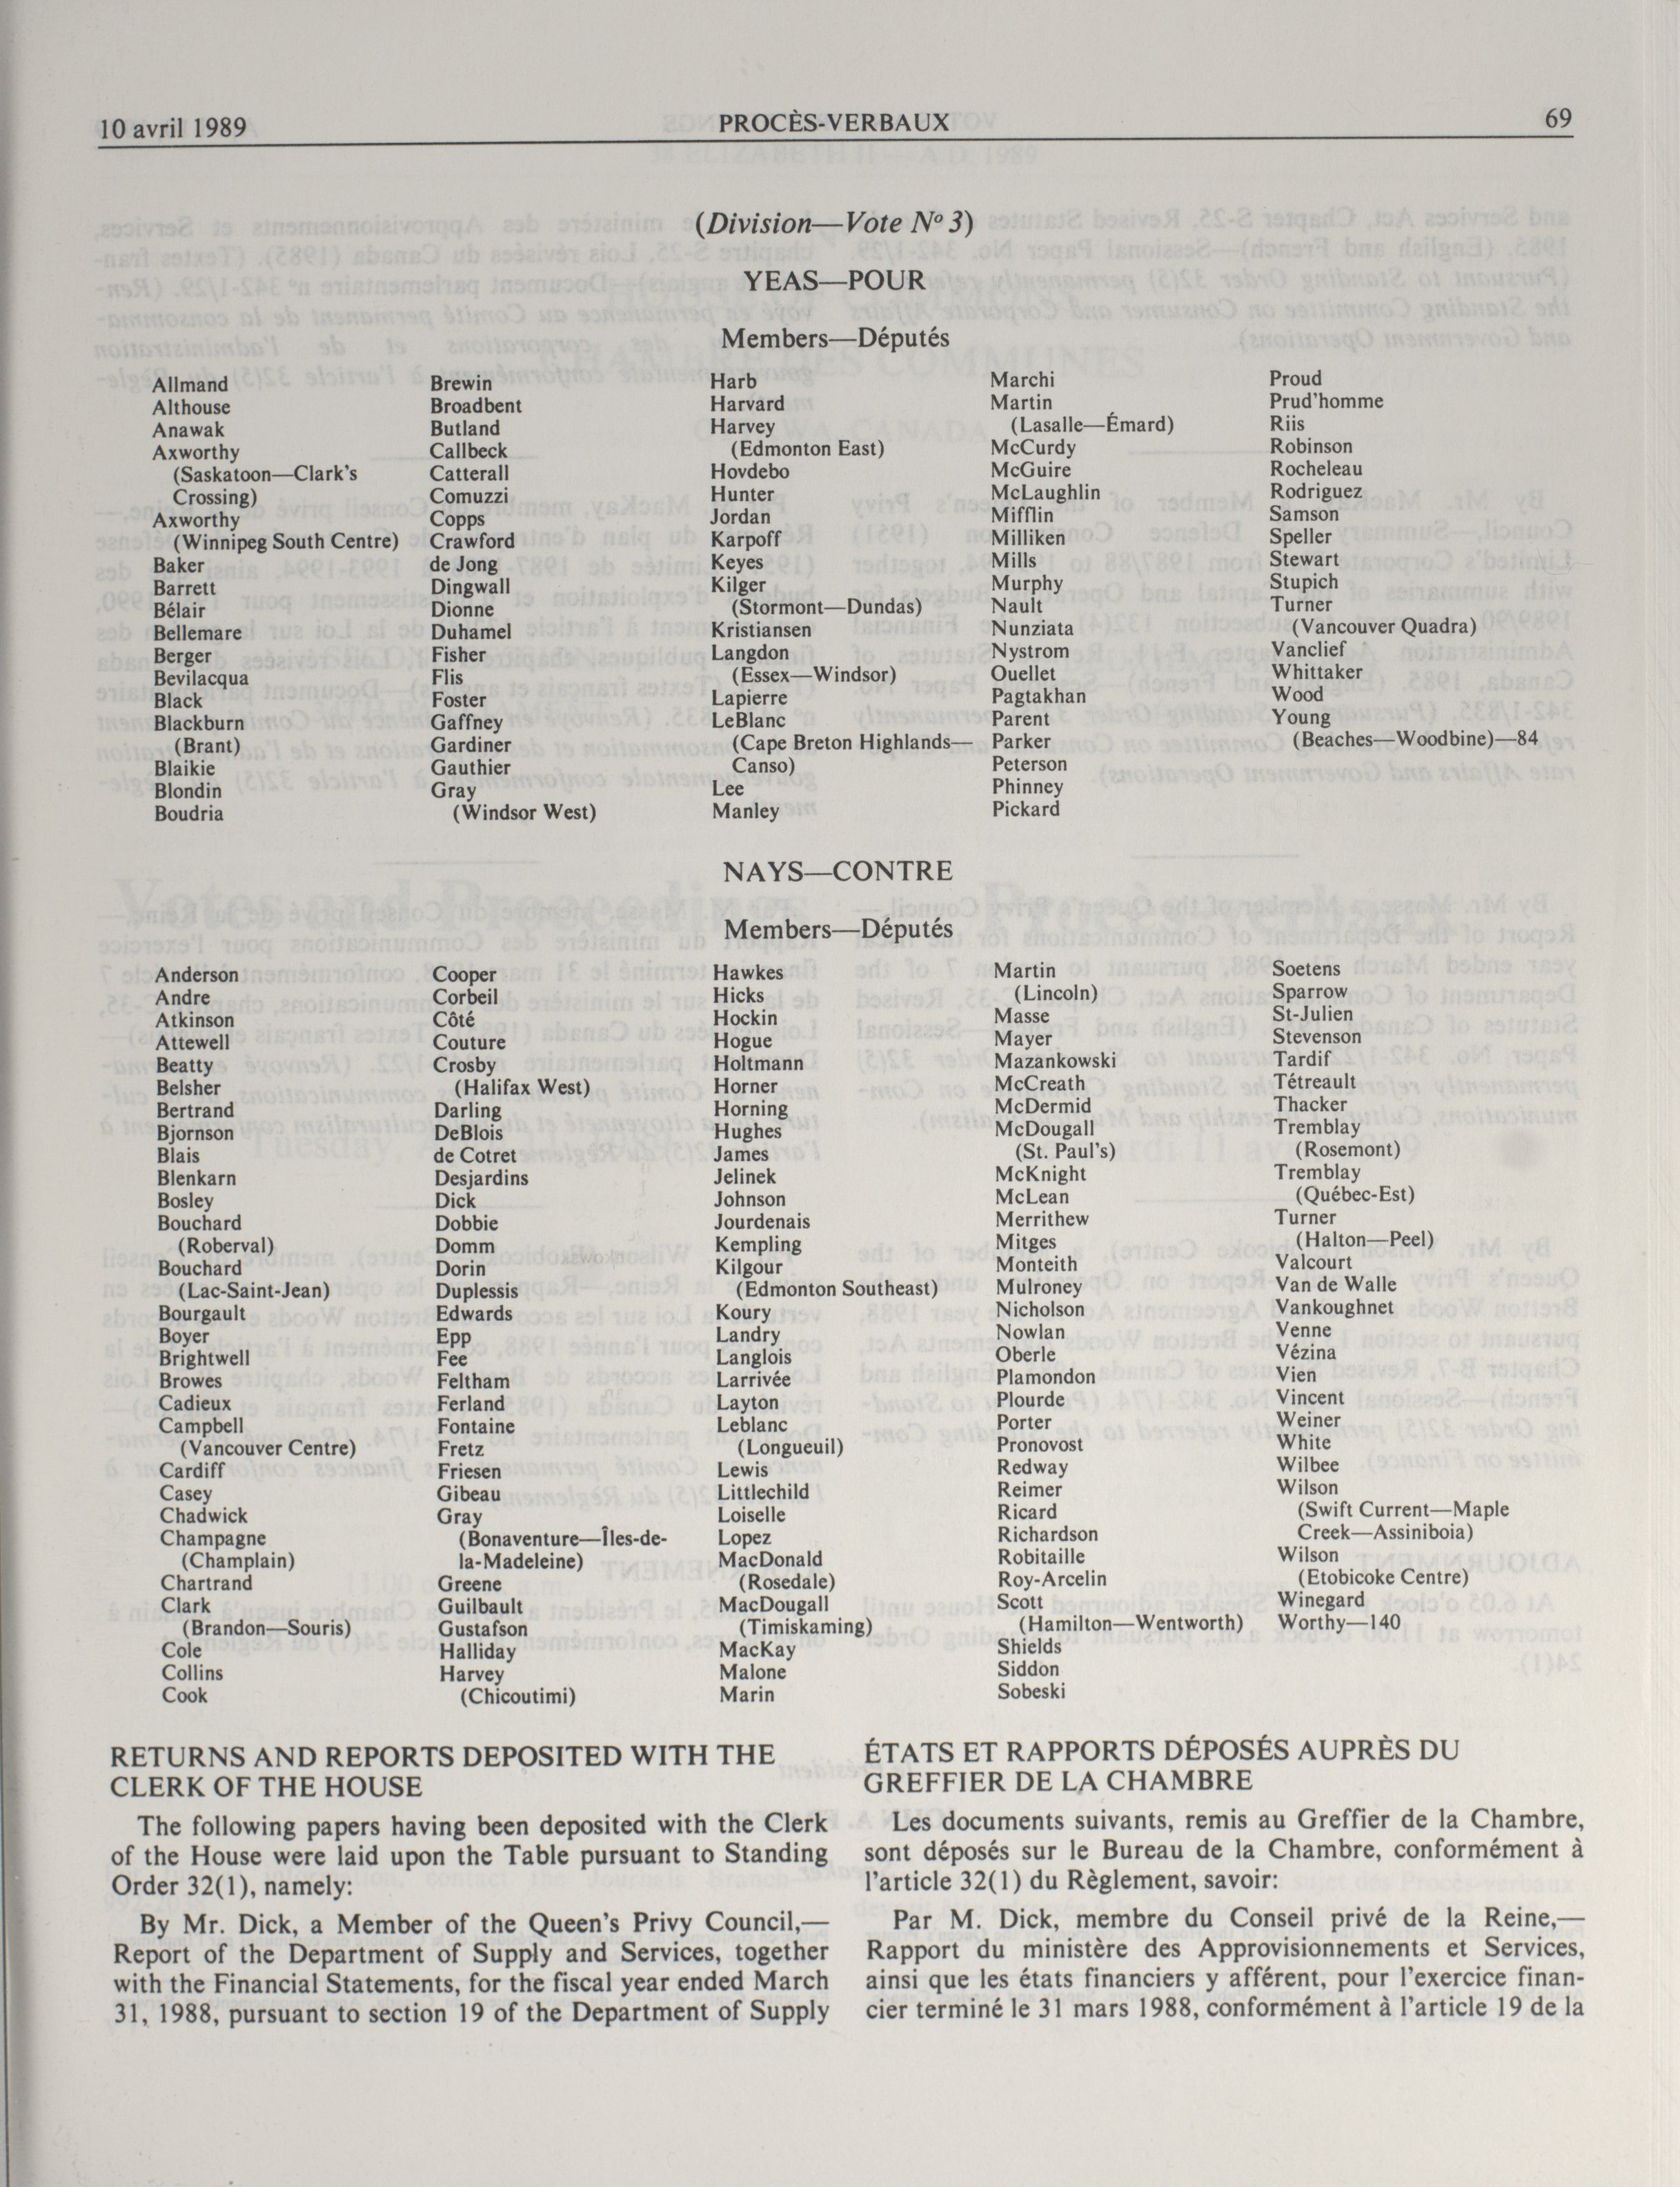 10 avril 1989
PROCÈS-VERBAUX
69
(Division—Vote Nº 3)
YEAS—POUR
Members—Députés
Allmand
Althouse
Anawak
Axworthy
(Saskatoon—Clark's
Crossing)
Axworthy
(Winnipeg South Centre)
Baker
Barrett
Bélair
Bellemare
Berger
Bevilacqua
Black
Blackburn
(Brant)
Blaikie
Blondin
Boudria
Brewin
Broadbent
Butland
Callbeck
Catterall
Comuzzi
Copps
Crawford
de Jong
Dingwall
Dionne
Duhamel
Fisher
Flis
Foster
Gaffney
Gardiner
Gauthier
Gray
(Windsor West)
Harb
Harvard
Harvey
(Edmonton East)
Hovdebo
Hunter
Jordan
Karpoff
Keyes
Kilger
(Stormont—Dundas)
Kristiansen
Langdon
(Essex—Windsor)
Lapierre
LeBlanc
(Cape Breton Highlands—
Canso)
Lee
Manley
Marchi
Martin
(Lasalle—Émard)
McCurdy
McGuire
McLaughlin
Mifflin
Milliken
Mills
Murphy
Nault
Nunziata
Nystrom
Ouellet
Pagtakhan
Parent
Parker
Peterson
Phinney
Pickard
Proud
Prud'homme
Riis
Robinson
Rocheleau
Rodriguez
Samson
Speller
Stewart
Stupich
Turner
(Vancouver Quadra)
Vanclief
Whittaker
Wood
Young
(Beaches—Woodbine)—84
NAYS—CONTRE
Members—Députés
Anderson
Andre
Atkinson
Attewell
Beatty
Belsher
Bertrand
Bjornson
Blais
Blenkarn
Bosley
Bouchard
(Roberval)
Bouchard
(Lac-Saint-Jean)
Bourgault
Boyer
Brightwell
Browes
Cadieux
Campbell
(Vancouver Centre)
Cardiff
Casey
Chadwick
Champagne
(Champlain)
Chartrand
Clark
(Brandon—Souris)
Cole
Collins
Cook
Cooper
Corbeil
Côté
Couture
Crosby
(Halifax West)
Darling
DeBlois
de Cotret
Desjardins
Dick
Dobbie
Domm
Dorin
Duplessis
Edwards
Epp
Fee
Feltham
Ferland
Fontaine
Fretz
Friesen
Gibeau
Gray
(Bonaventure—Îles-de-
la-Madeleine)
Greene
Guilbault
Gustafson
Halliday
Harvey
(Chicoutimi)
Hawkes
Hicks
Hockin
Hogue
Holtmann
Horner
Horning
Hughes
James
Jelinek
Johnson
Jourdenais
Kempling
Kilgour
(Edmonton Southeast)
Koury
Landry
Langlois
Larrivée
Layton
Leblanc
(Longueuil)
Lewis
Littlechild
Loiselle
Lopez
MacDonald
(Rosedale)
MacDougall
(Timiskaming)
MacKay
Malone
Marin
Martin
(Lincoln)
Masse
Mayer
Mazankowski
McCreath
McDermid
McDougall
(St. Paul's)
McKnight
McLean
Merrithew
Mitges
Monteith
Mulroney
Nicholson
Nowlan
Oberle
Plamondon
Plourde
Porter
Pronovost
Redway
Reimer
Ricard
Richardson
Robitaille
Roy-Arcelin
Scott
(Hamilton—Wentworth)
Shields
Siddon
Sobeski
Soetens
Sparrow
St-Julien
Stevenson
Tardif
Tétreault
Thacker
Tremblay
(Rosemont)
Tremblay
(Québec-Est)
Turner
(Halton—Peel)
Valcourt
Van de Walle
Vankoughnet
Venne
Vézina
Vien
Vincent
Weiner
White
Wilbee
Wilson
(Swift Current—Maple
Creek—Assiniboia)
Wilson
(Etobicoke Centre)
Winegard
Worthy—140
RETURNS AND REPORTS DEPOSITED WITH THE
CLERK OF THE HOUSE
The following papers having been deposited with the Clerk
of the House were laid upon the Table pursuant to Standing
Order 32(1), namely:
By Mr. Dick, a Member of the Queen's Privy Council,—
Report of the Department of Supply and Services, together
with the Financial Statements, for the fiscal year ended March
31, 1988, pursuant to section 19 of the Department of Supply
ÉTATS ET RAPPORTS DÉPOSÉS AUPRÈS DU
GREFFIER DE LA CHAMBRE
Les documents suivants, remis au Greffier de la Chambre,
sont déposés sur le Bureau de la Chambre, conformément à
l'article 32(1) du Règlement, savoir:
Par M. Dick, membre du Conseil privé de la Reine,—
Rapport du ministère des Approvisionnements et Services,
ainsi que les états financiers y afférent, pour l'exercice finan-
cier terminé le 31 mars 1988, conformément à l'article 19 de la